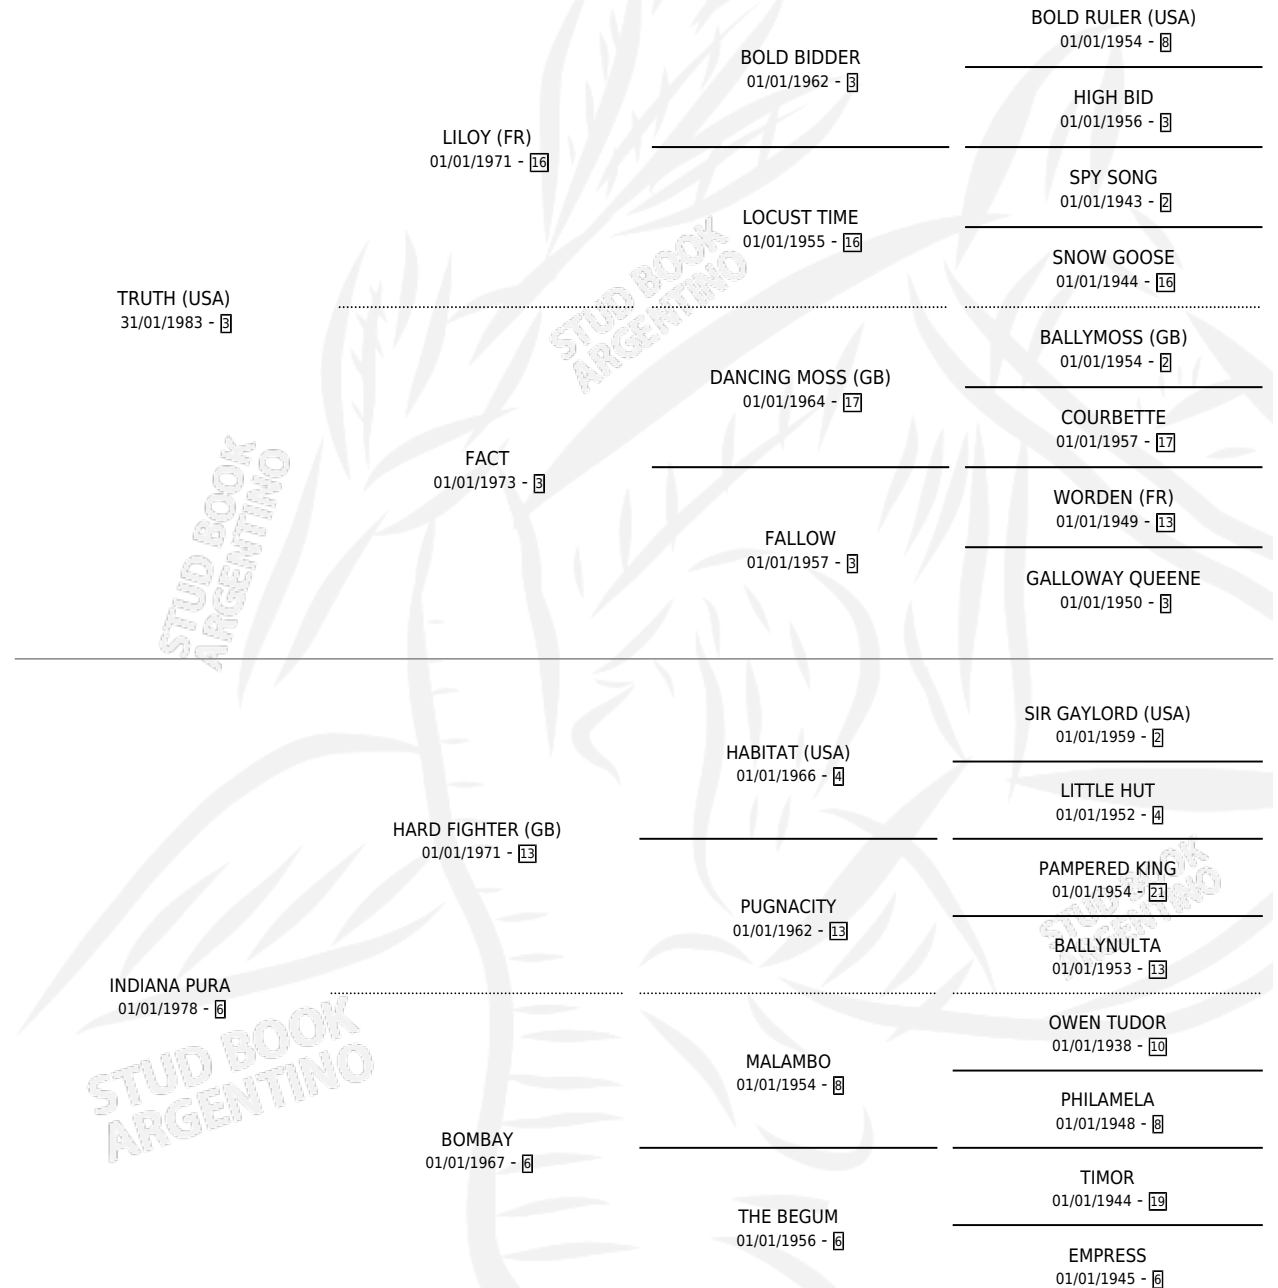 BOLD RULER (USA)
01/01/1954 - 8
BOLD BIDDER
01/01/1962 - 3
HIGH BID
01/01/1956 - 3
LILOY (FR)
01/01/1971 - 16
SPY SONG
01/01/1943 - 2
LOCUST TIME
01/01/1955 - 16
SNOW GOOSE
01/01/1944 - 16
TRUTH (USA)
31/01/1983 - 3
BALLYMOSS (GB)
01/01/1954 - 2
DANCING MOSS (GB)
01/01/1964 - 17
COURBETTE
01/01/1957 - 17
FACT
01/01/1973 - 3
WORDEN (FR)
01/01/1949 - 13
FALLOW
01/01/1957 - 3
GALLOWAY QUEENE
01/01/1950 - 3
SIR GAYLORD (USA)
01/01/1959 - 2
HABITAT (USA)
01/01/1966 - 4
LITTLE HUT
01/01/1952 - 4
HARD FIGHTER (GB)
01/01/1971 - 13
PAMPERED KING
01/01/1954 - 21
PUGNACITY
01/01/1962 - 13
BALLYNULTA
01/01/1953 - 13
INDIANA PURA
01/01/1978 - 6
OWEN TUDOR
01/01/1938 - 10
MALAMBO
01/01/1954 - 8
PHILAMELA
01/01/1948 - 8
BOMBAY
01/01/1967 - 6
TIMOR
01/01/1944 - 19
THE BEGUM
01/01/1956 - 6
EMPRESS
01/01/1945 - 6
STUD BOOK
ARGENTINO
STUD BOOK
ARGENTINO
STUD BOOK
ARGENTINO
STUD BOOK
ARGENTINO